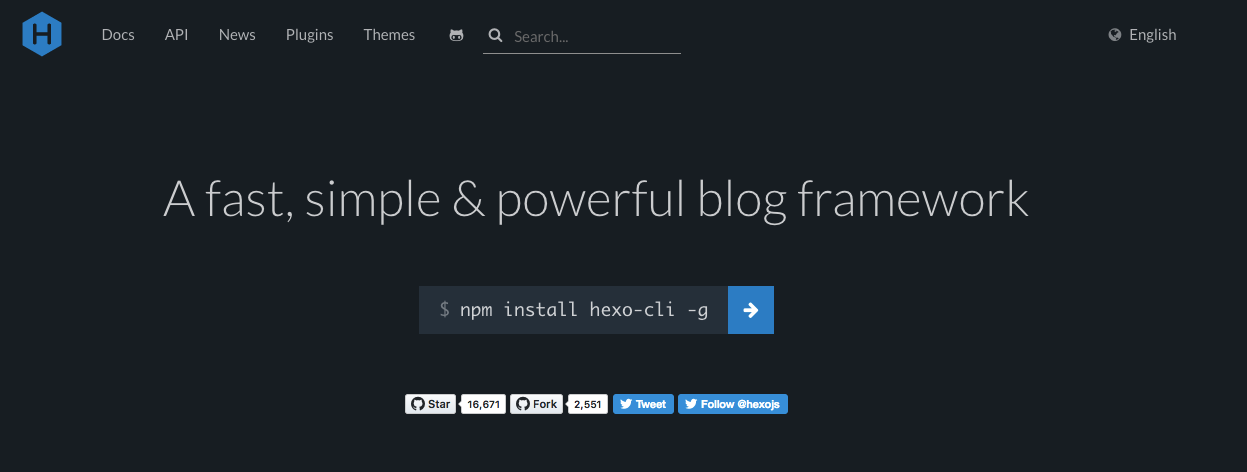 H Docs API News Plugins Themes Search... English
A fast, simple & powerful blog framework
$ npm install hexo-cli -g
Star 16,671 Fork 2,551 Tweet Follow @hexojs